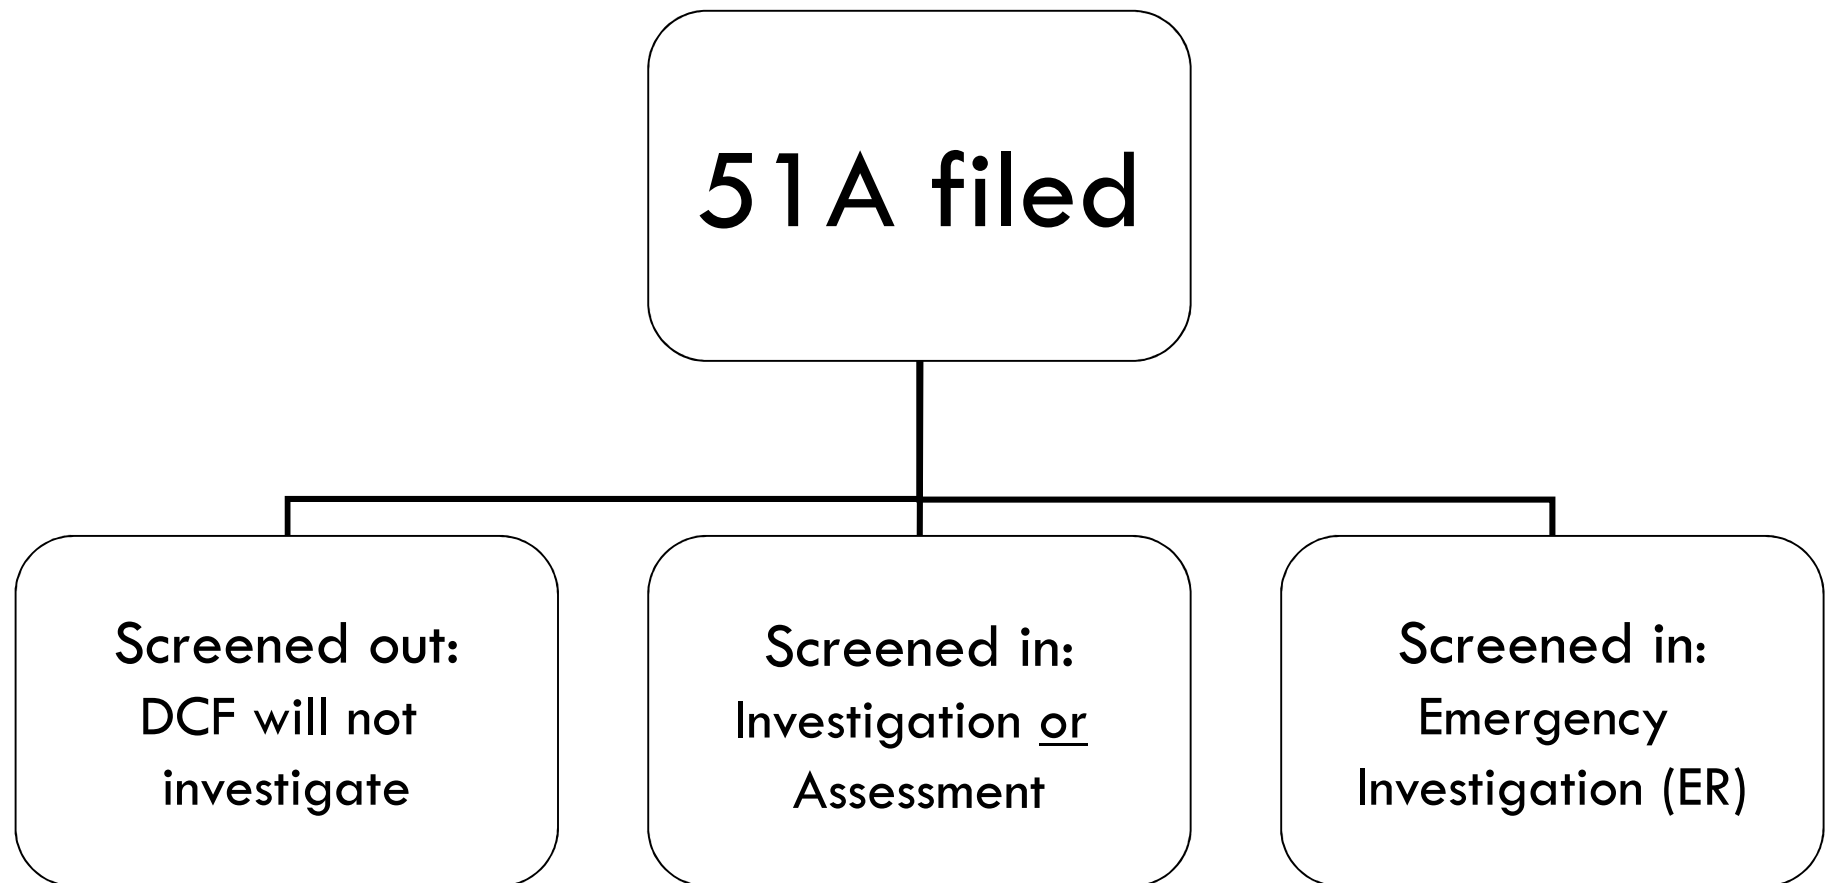 51A filed
Screened out:
DCF will not
investigate
Screened in:
Investigation or
Assessment
Screened in:
Emergency
Investigation (ER)